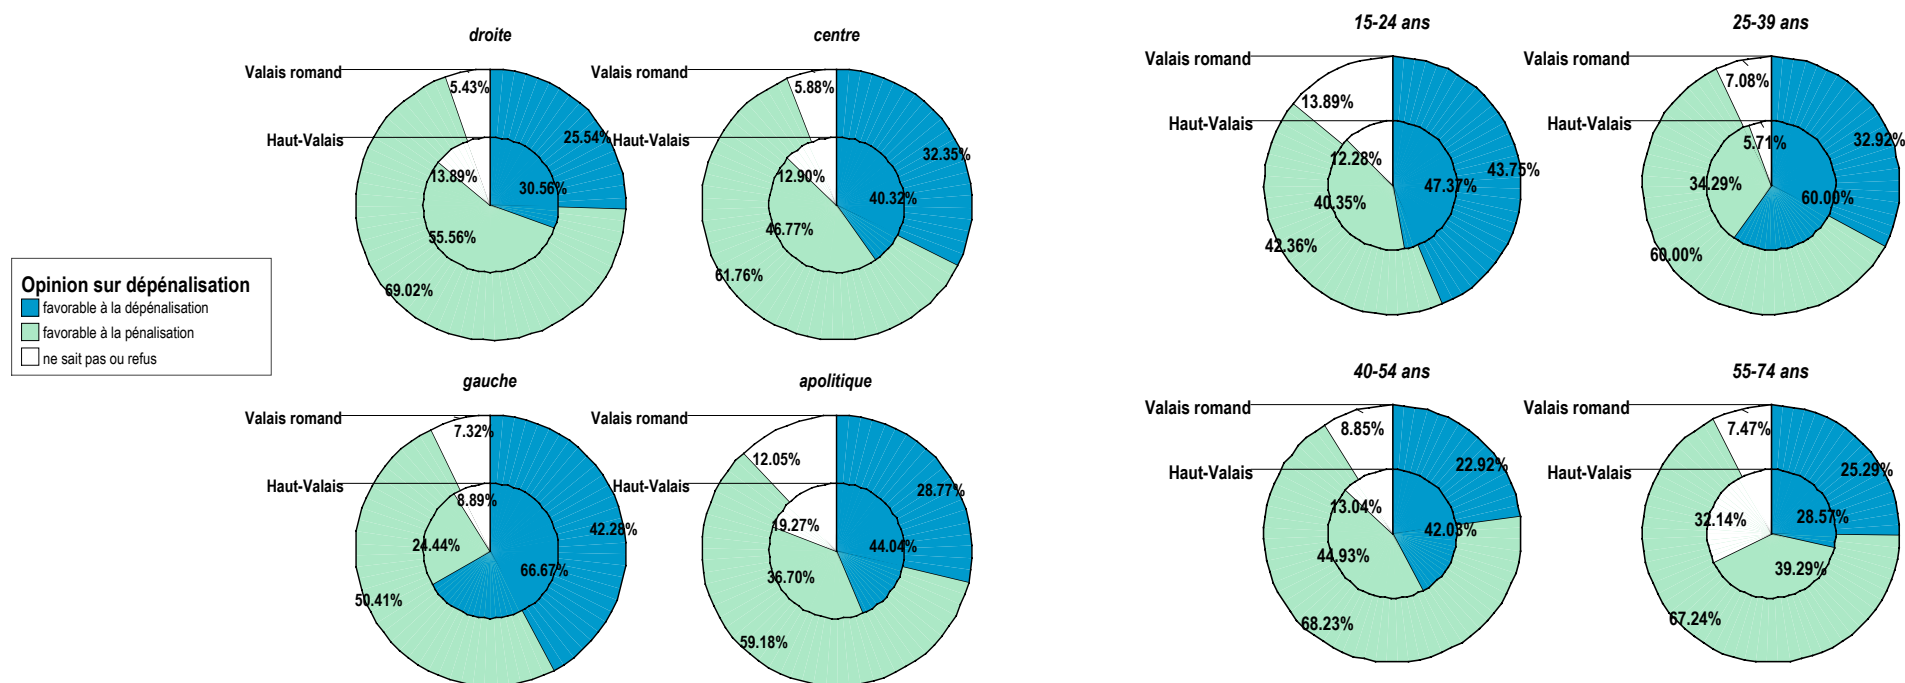 droite
Valais romand
5.43%
25.54%
Haut-Valais
13.89%
30.56%
55.56%
69.02%
centre
Valais romand
5.88%
32.35%
Haut-Valais
12.90%
40.32%
46.77%
61.76%
15-24 ans
Valais romand
13.89%
43.75%
Haut-Valais
12.28%
47.37%
40.35%
42.36%
25-39 ans
Valais romand
7.08%
32.92%
Haut-Valais
5.71%
34.29%
60.00%
60.00%
Opinion sur dépénalisation
favorable à la dépénalisation
favorable à la pénalisation
ne sait pas ou refus
gauche
Valais romand
7.32%
42.28%
Haut-Valais
8.89%
24.44%
66.67%
50.41%
apolitique
Valais romand
12.05%
28.77%
Haut-Valais
19.27%
44.04%
36.70%
59.18%
40-54 ans
Valais romand
8.85%
22.92%
Haut-Valais
13.04%
42.03%
44.93%
68.23%
55-74 ans
Valais romand
7.47%
25.29%
Haut-Valais
32.14%
28.57%
39.29%
67.24%